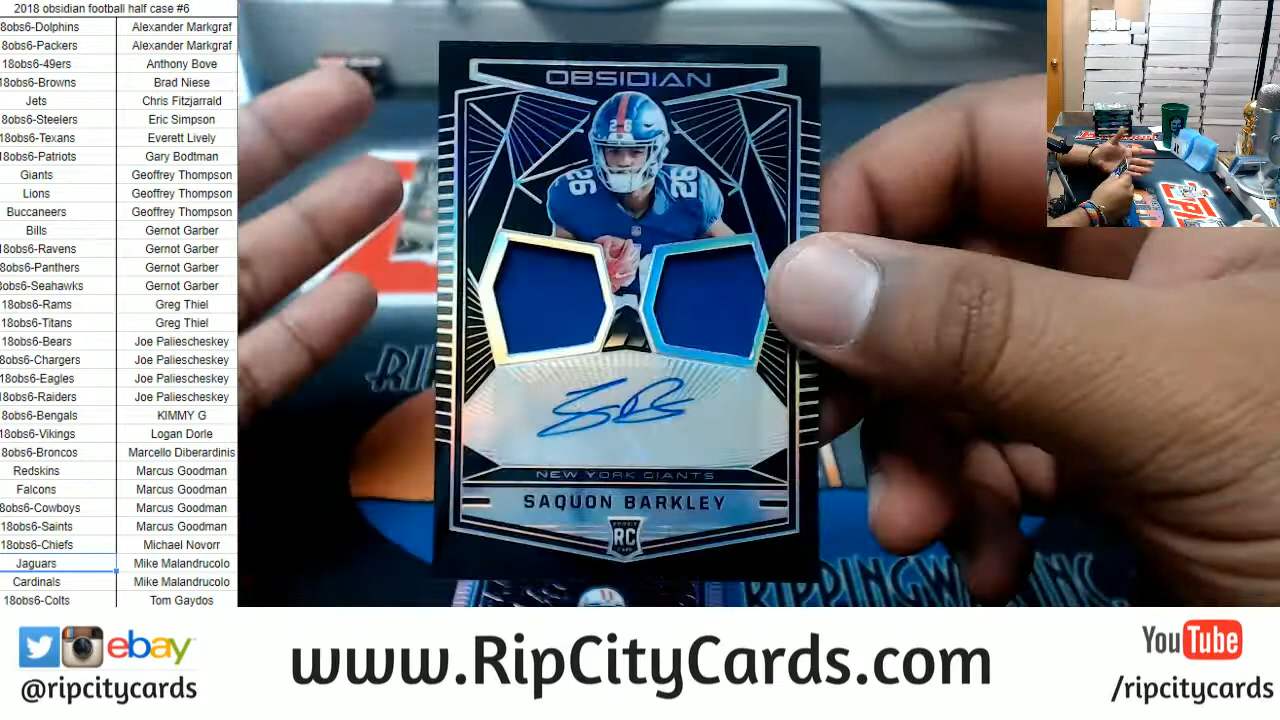 2018 obsidian football half case #6
8obs6-Dolphins Alexander Markgraf
8obs6-Packers Alexander Markgraf
18obs6-49ers Anthony Bove
18obs6-Browns Brad Niese
Jets Chris Fitzjarrald
8obs6-Steelers Eric Simpson
18obs6-Texans Everett Lively
18obs6-Patriots Gary Bodtman
Giants Geoffrey Thompson
Lions Geoffrey Thompson
Buccaneers Geoffrey Thompson
Bills Gernot Garber
18obs6-Ravens Gernot Garber
8obs6-Panthers Gernot Garber
8obs6-Seahawks Gernot Garber
18obs6-Rams Greg Thiel
18obs6-Titans Greg Thiel
18obs6-Bears Joe Paliescheskey
8obs6-Chargers Joe Paliescheskey
18obs6-Eagles Joe Paliescheskey
18obs6-Raiders Joe Paliescheskey
8obs6-Bengals KIMMY G
18obs6-Vikings Logan Dorle
8obs6-Broncos Marcello Diberardinis
Redskins Marcus Goodman
Falcons Marcus Goodman
8obs6-Cowboys Marcus Goodman
18obs6-Saints Marcus Goodman
18obs6-Chiefs Michael Novorr
Jaguars Mike Malandrucolo
Cardinals Mike Malandrucolo
18obs6-Colts Tom Gaydos
OBSIDIAN
26
26 26
NEW YORK GIANTS
SAQUON BARKLEY
RC
RIP
RIPPINGWAX INC.
ebay
@ripcitycards
www.RipCityCards.com
YouTube
/ripcitycards